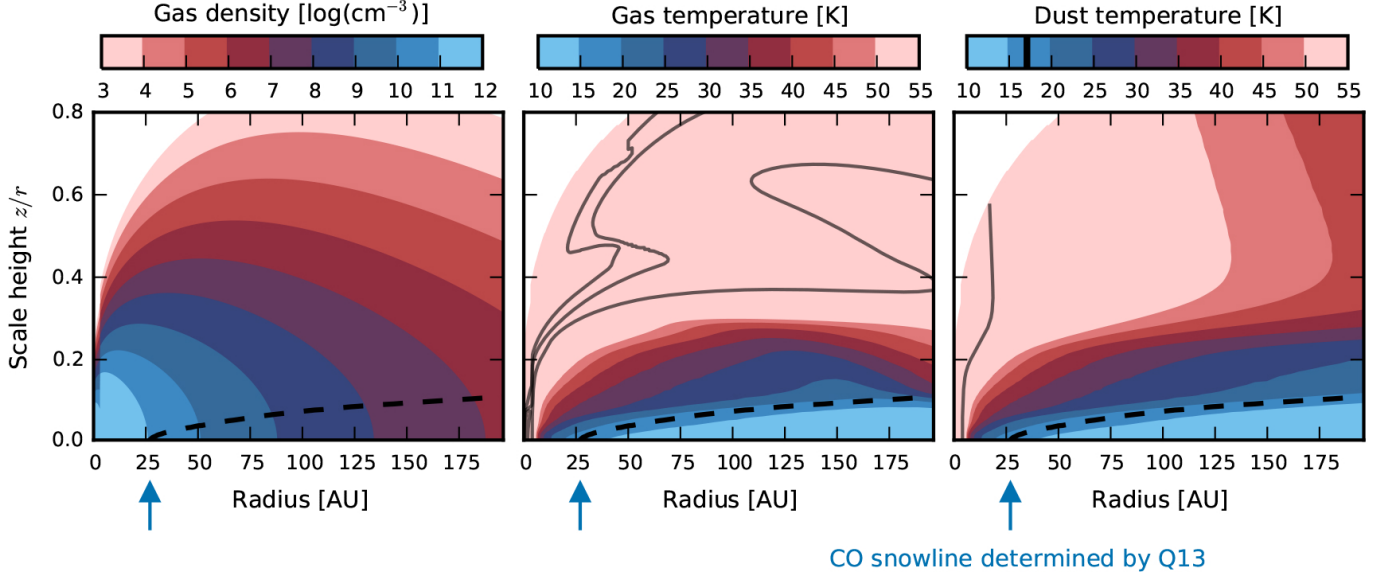 Gas density [log(cm⁻³)]
Gas temperature [K]
Dust temperature [K]
3 4 5 6 7 8 9 10 11 12
10 15 20 25 30 35 40 45 50 55
10 15 20 25 30 35 40 45 50 55
Scale height z/r
0.8
0.6
0.4
0.2
0.0
0 25 50 75 100 125 150 175
0 25 50 75 100 125 150 175
0 25 50 75 100 125 150 175
Radius [AU]
Radius [AU]
Radius [AU]
CO snowline determined by Q13